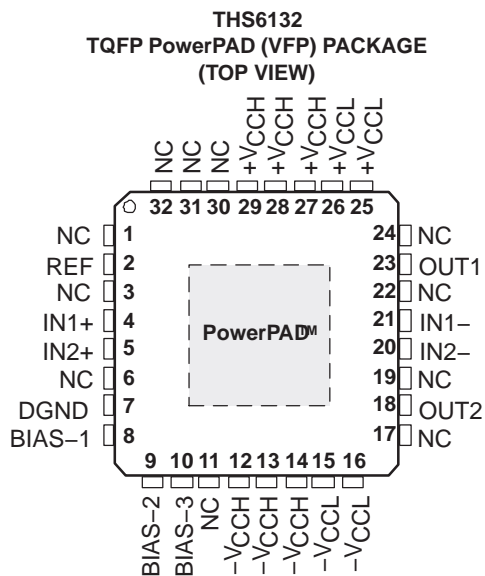 THS6132
TQFP PowerPAD (VFP) PACKAGE
(TOP VIEW)
NC
NC
NC
+VCCH
+VCCH
+VCCH
+VCCL
+VCCL
32 31 30 29 28 27 26 25
NC 1
REF 2
NC 3
IN1+ 4
IN2+ 5
NC 6
DGND 7
BIAS−1 8
PowerPAD™
24 NC
23 OUT1
22 NC
21 IN1−
20 IN2−
19 NC
18 OUT2
17 NC
9 10 11 12 13 14 15 16
BIAS−2
BIAS−3
NC
−VCCH
−VCCH
−VCCH
−VCCL
−VCCL